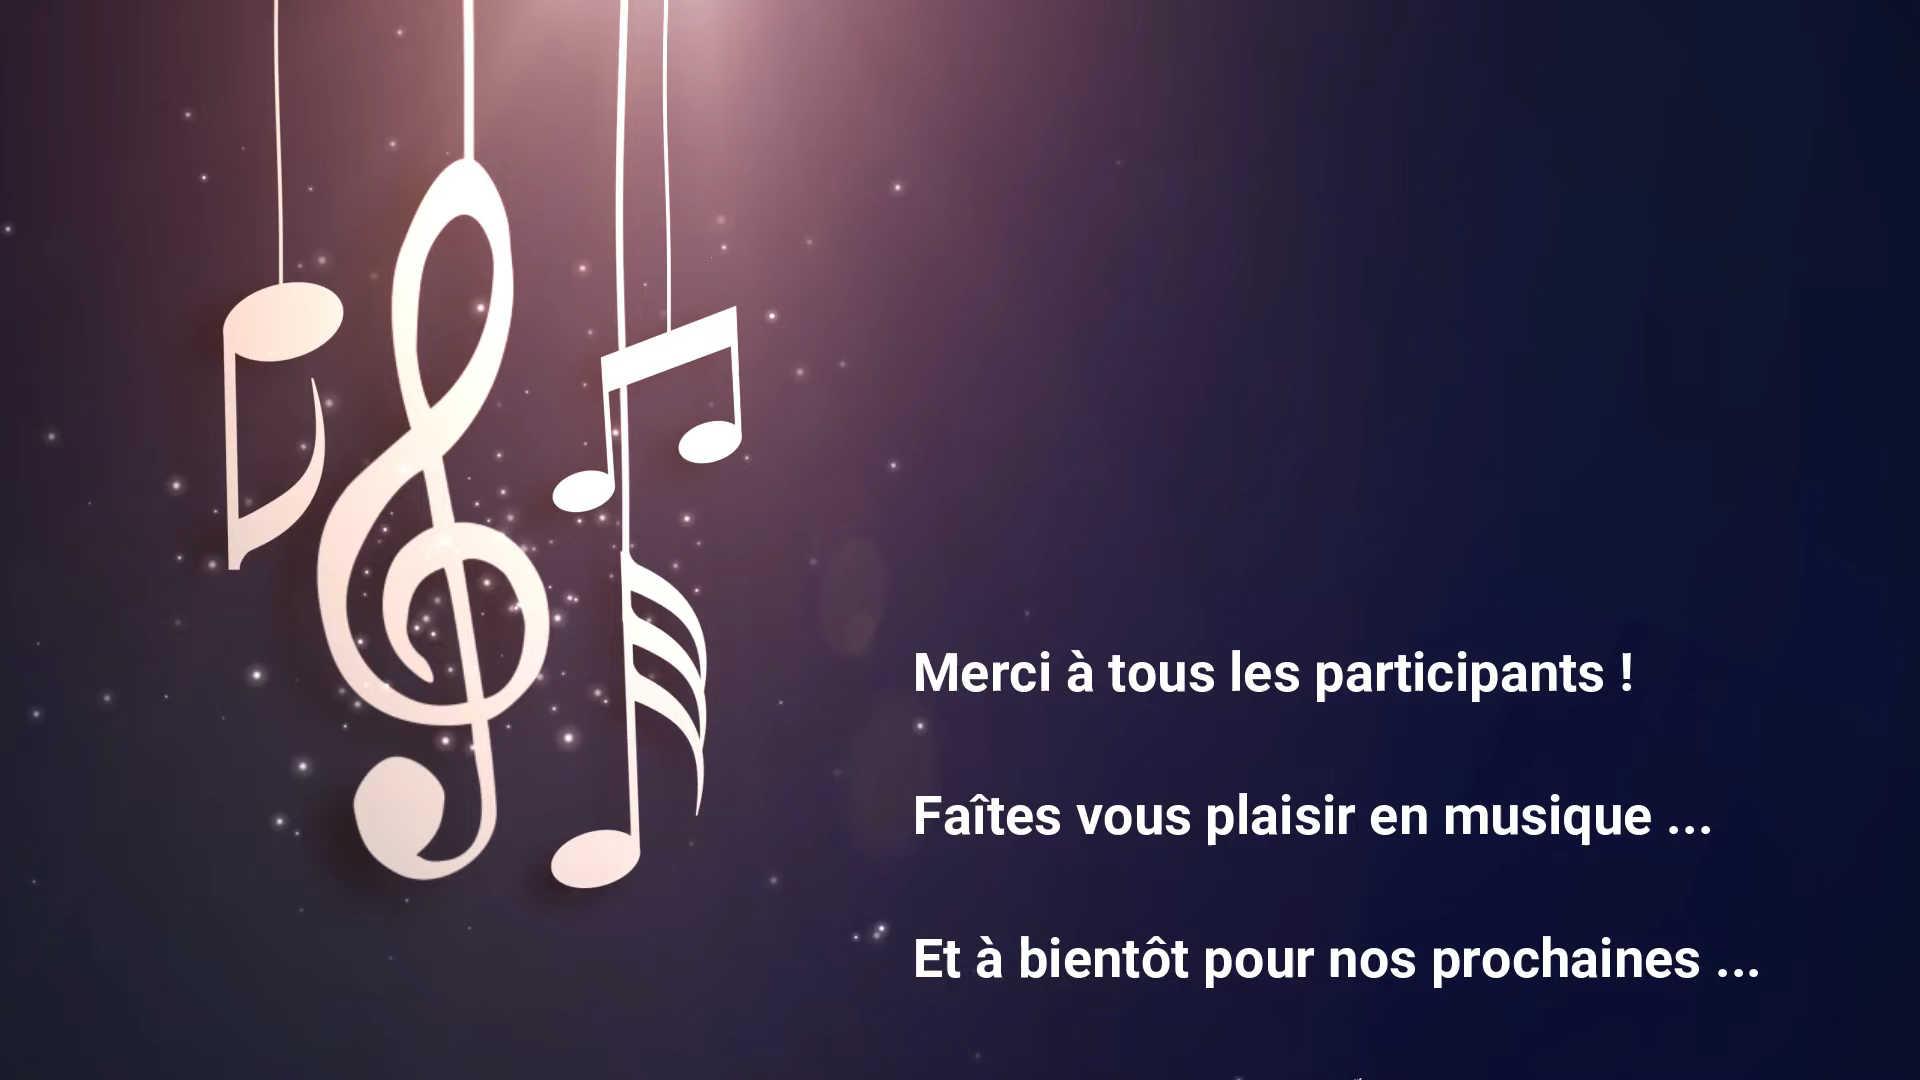 Merci à tous les participants !
Faîtes vous plaisir en musique ...
Et à bientôt pour nos prochaines ...